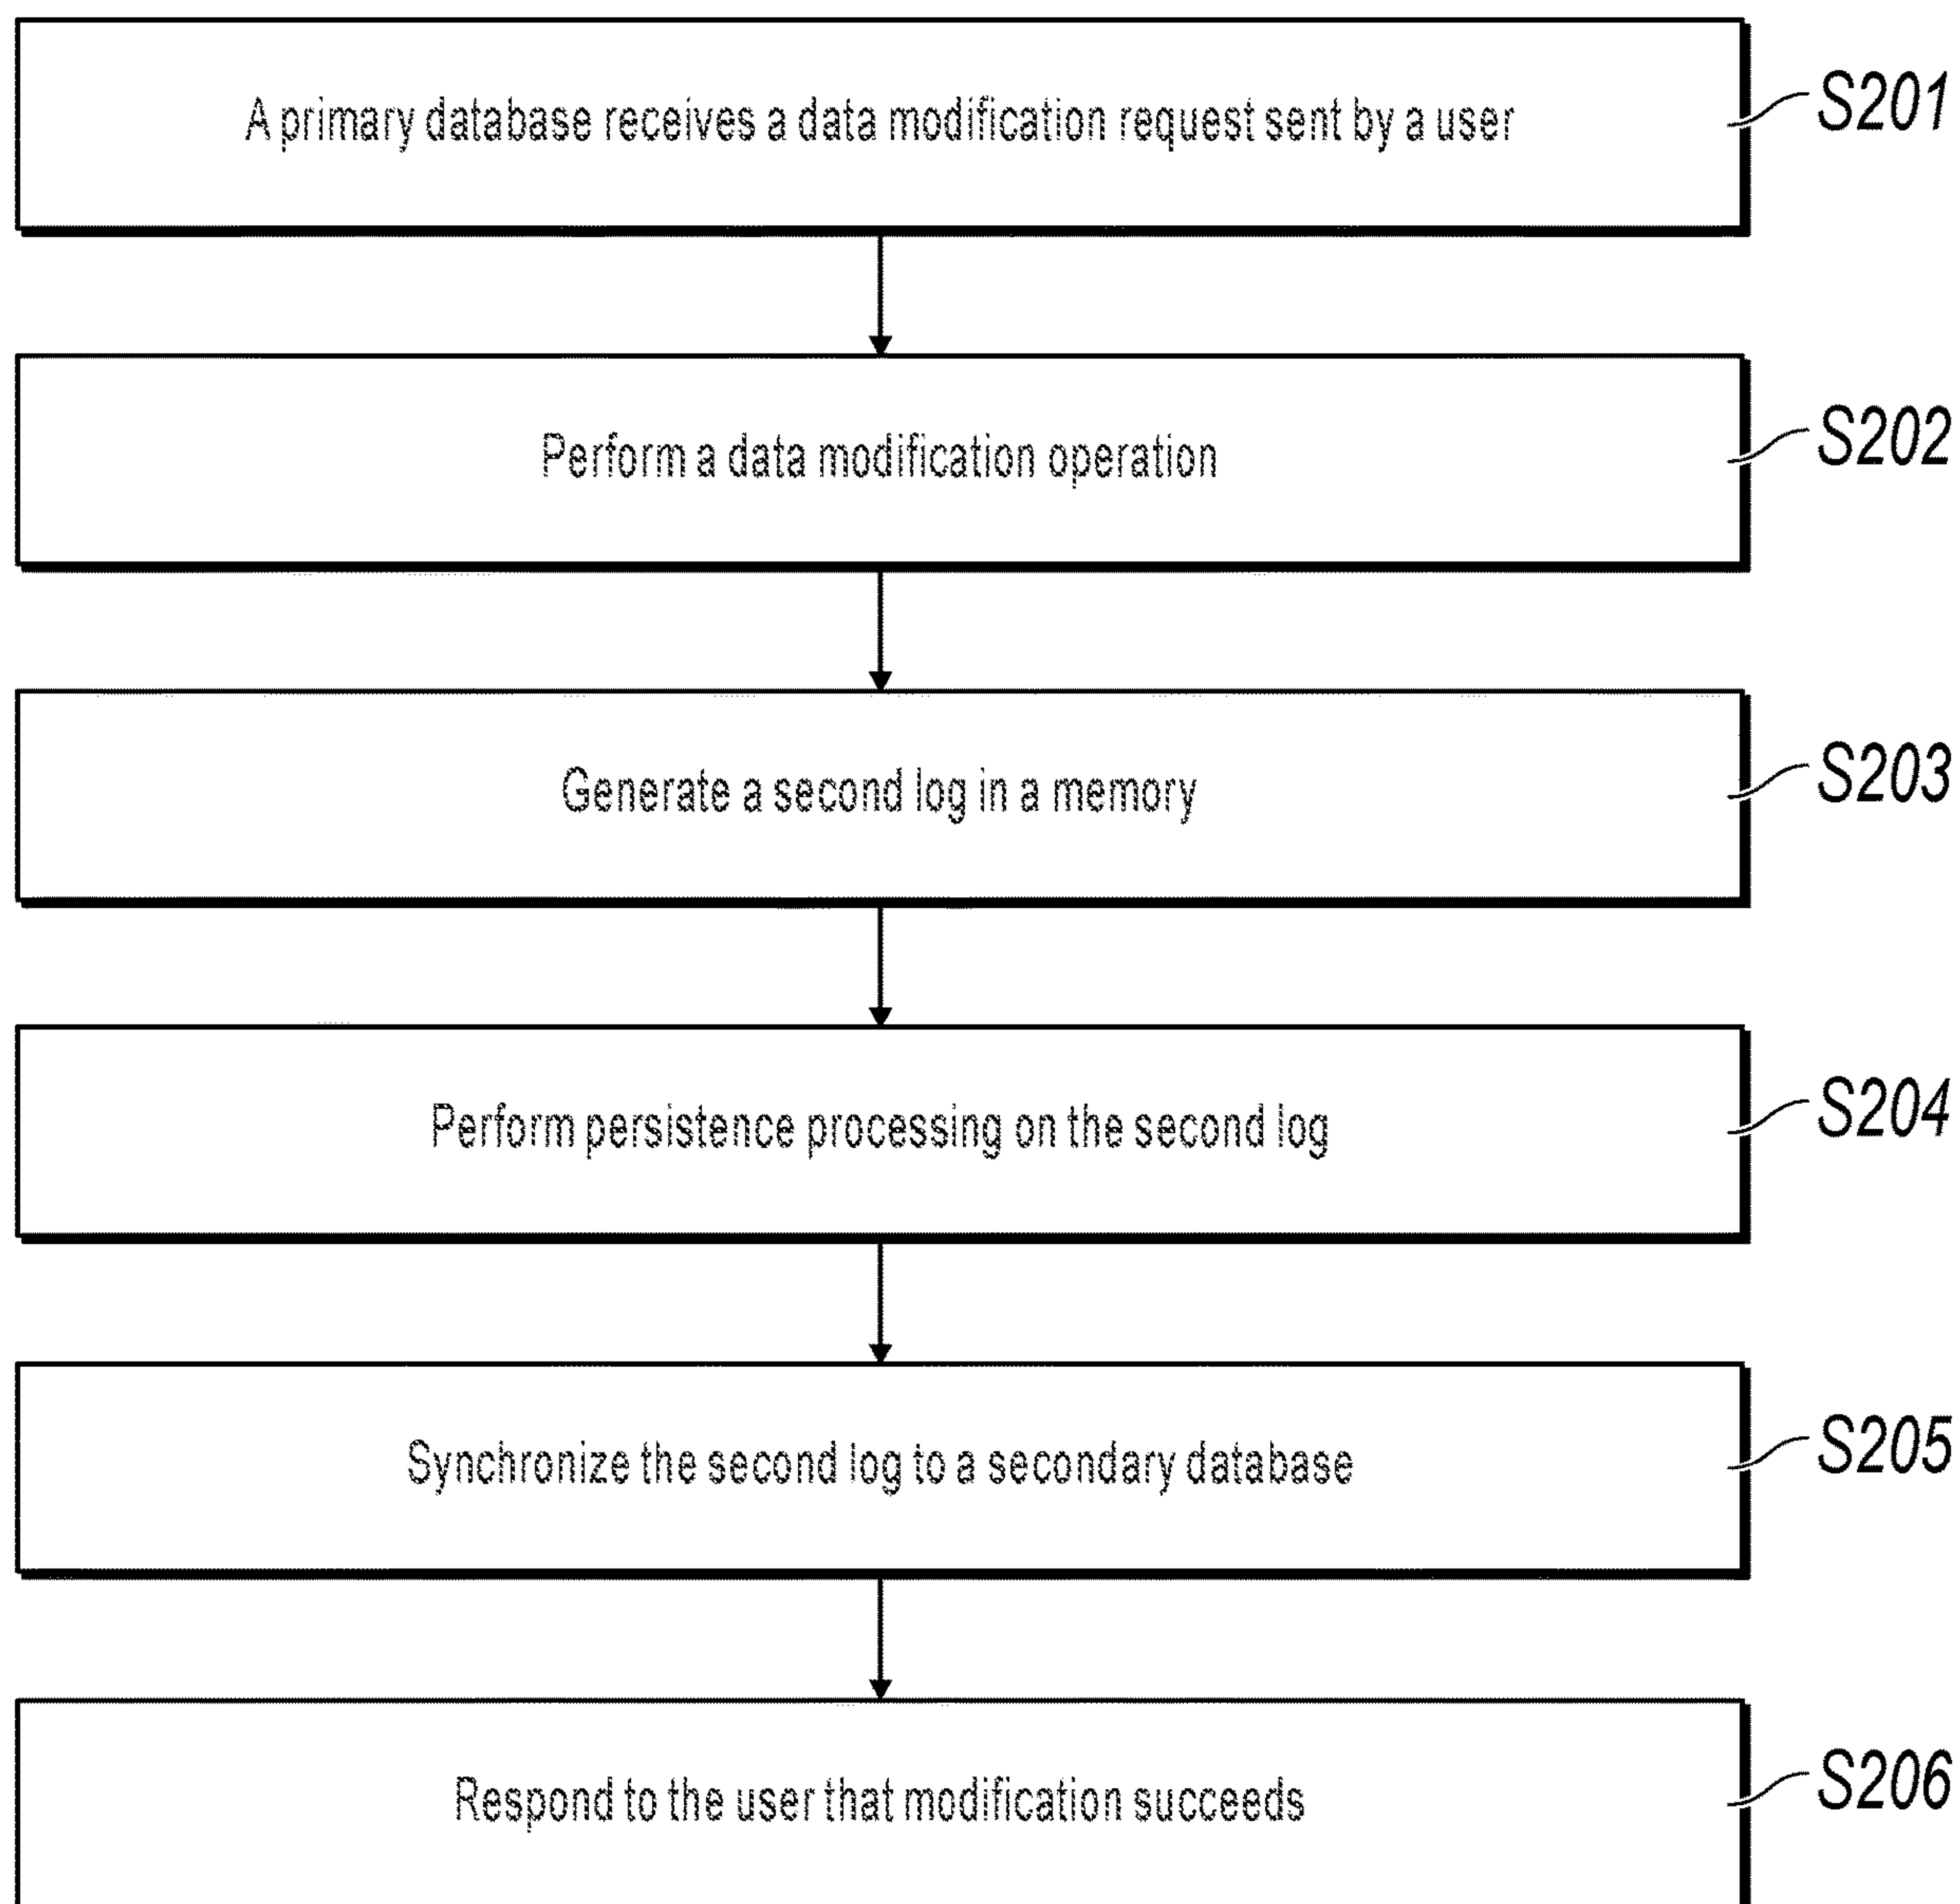 A primary database receives a data modification request sent by a user
S201
Perform a data modification operation
S202
Generate a second log in a memory
S203
Perform persistence processing on the second log
S204
Synchronize the second log to a secondary database
S205
Respond to the user that modification succeeds
S206